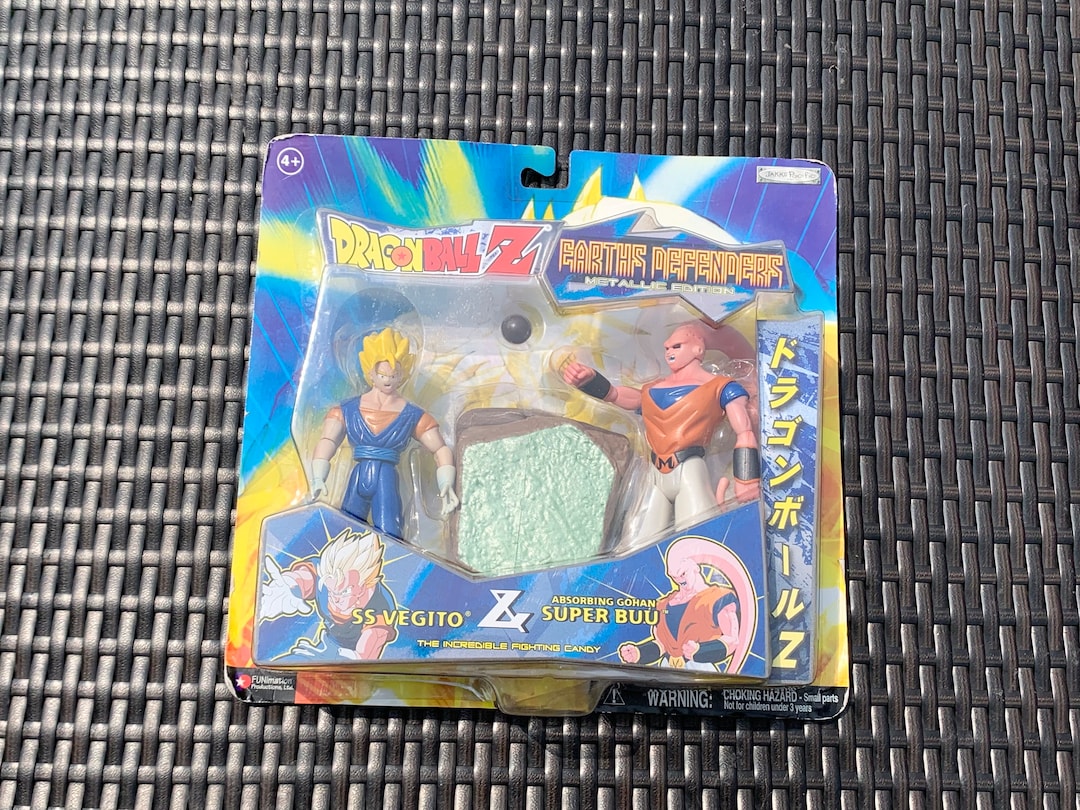 4+
JAKKS Pacific
DRAGON BALL Z
EARTHS DEFENDERS
METALLIC EDITION
ドラゴンボールZ
M
SS VEGITO®
Z
ABSORBING GOHAN
SUPER BUU
THE INCREDIBLE FIGHTING CANDY
FUNimation
Productions, Ltd.
WARNING:
CHOKING HAZARD - Small parts
Not for children under 3 years